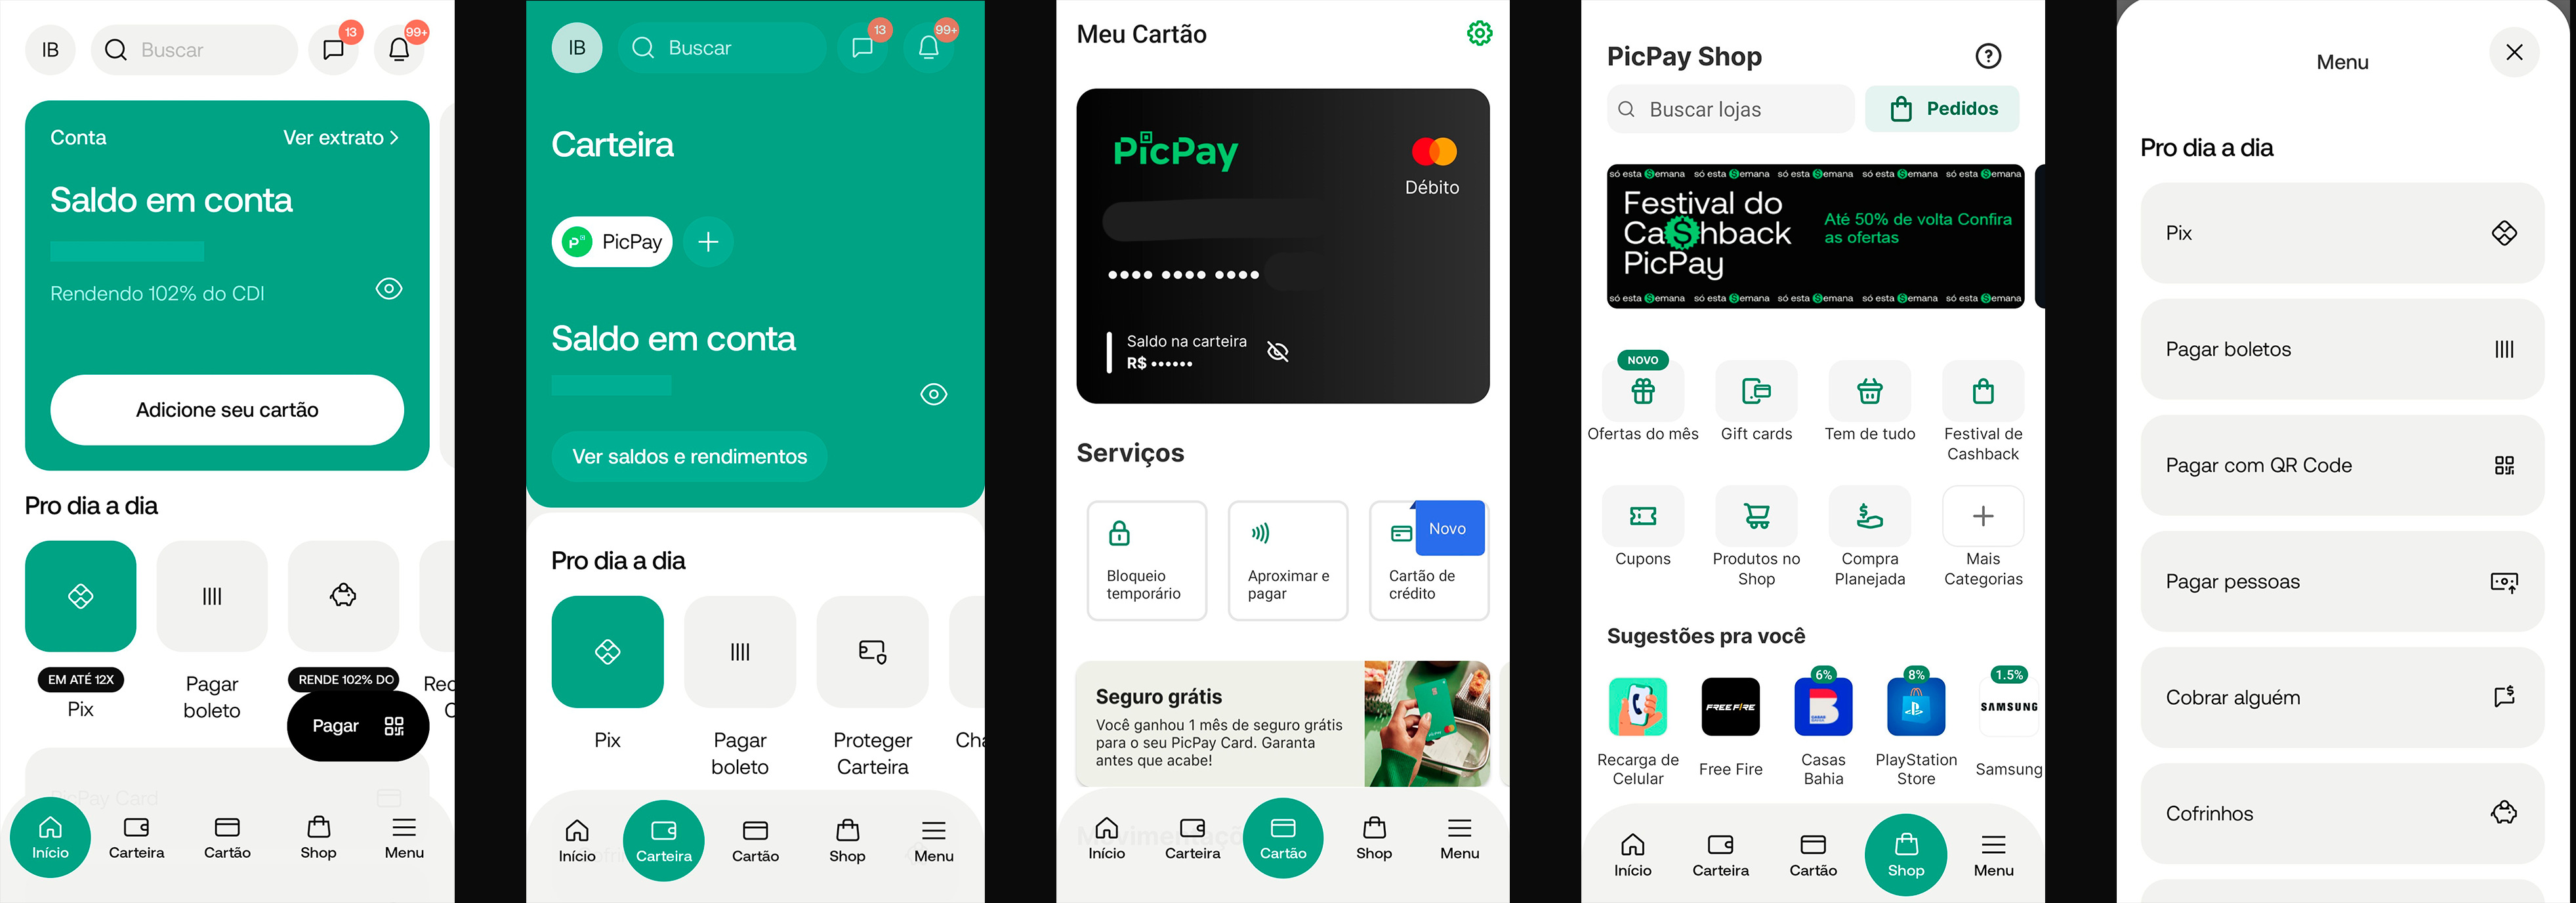 IB
Buscar
13
99+
Conta
Ver extrato
Saldo em conta
Rendendo 102% do CDI
Adicione seu cartão
Pro dia a dia
EM ATÉ 12X
Pix
Pagar
boleto
RENDE 102% DO
Rec
C
Pagar
PicPay Card
Início
Carteira
Cartão
Shop
Menu
IB
Buscar
13
99+
Carteira
PicPay
Saldo em conta
Ver saldos e rendimentos
Pro dia a dia
Pix
Pagar
boleto
Proteger
Carteira
Cha
Início
Carteira
Cartão
Shop
Menu
Meu Cartão
PicPay
Débito
•••• •••• ••••
Saldo na carteira
R$ ••••••
Serviços
Bloqueio
temporário
Aproximar e
pagar
Novo
Cartão de
crédito
Seguro grátis
Você ganhou 1 mês de seguro grátis
para o seu PicPay Card. Garanta
antes que acabe!
Início
Carteira
Cartão
Shop
Menu
PicPay Shop
Buscar lojas
Pedidos
só esta Semana só esta Semana só esta Semana só esta Semana só esta Semana
Festival do
Ca$hback
PicPay
Até 50% de volta Confira
as ofertas
só esta Semana só esta Semana só esta Semana só esta Semana só esta Semana
NOVO
Ofertas do mês
Gift cards
Tem de tudo
Festival de
Cashback
Cupons
Produtos no
Shop
Compra
Planejada
Mais
Categorias
Sugestões pra você
6%
8%
1.5%
FREE FIRE
SAMSUNG
Recarga de
Celular
Free Fire
Casas
Bahia
PlayStation
Store
Samsung
Início
Carteira
Cartão
Shop
Menu
Menu
Pro dia a dia
Pix
Pagar boletos
Pagar com QR Code
Pagar pessoas
Cobrar alguém
Cofrinhos